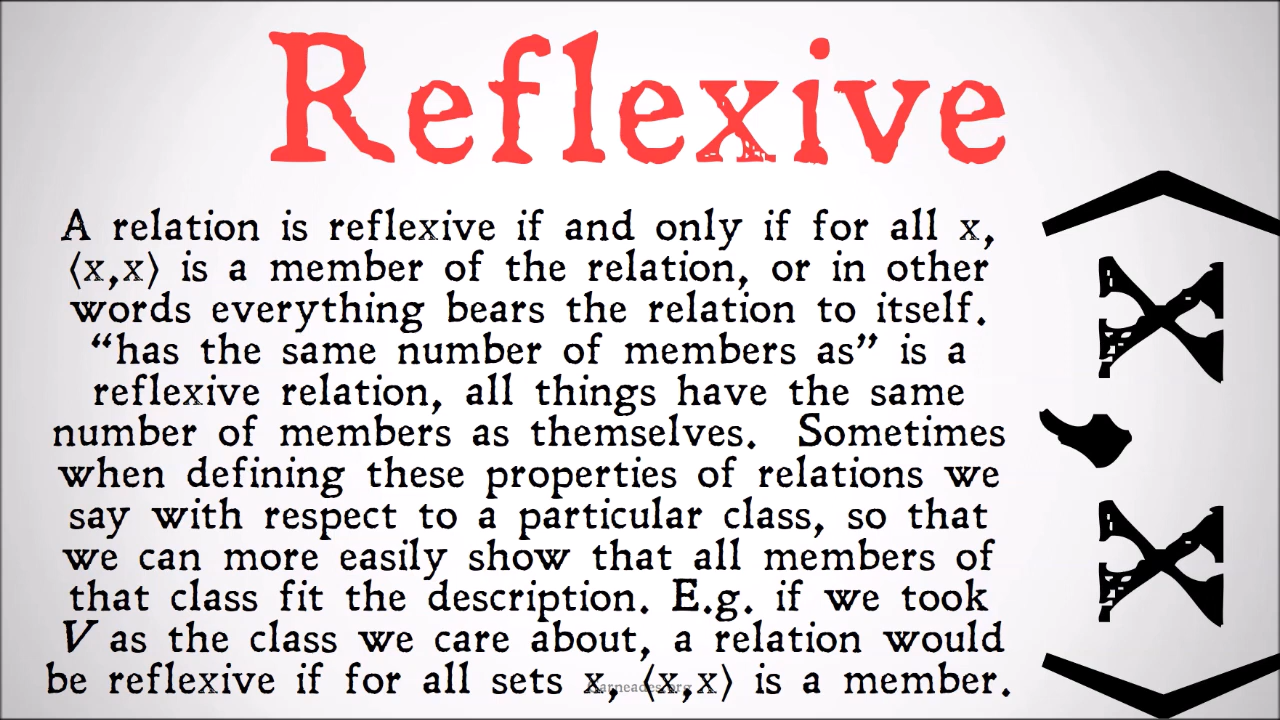 Reflexive
A relation is reflexive if and only if for all x,
⟨x,x⟩ is a member of the relation, or in other
words everything bears the relation to itself.
“has the same number of members as” is a
reflexive relation, all things have the same
number of members as themselves.  Sometimes
when defining these properties of relations we
say with respect to a particular class, so that
we can more easily show that all members of
that class fit the description. E.g. if we took
V as the class we care about, a relation would
be reflexive if for all sets x, ⟨x,x⟩ is a member.
⟨x,x⟩